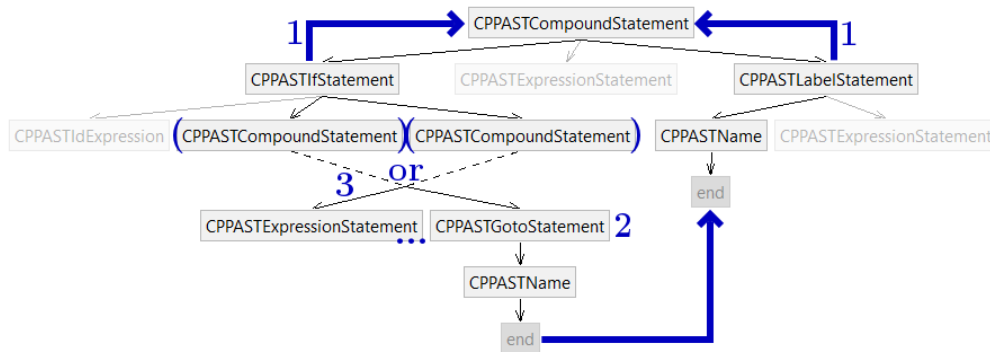 CPPASTCompoundStatement
1 1
CPPASTIfStatement CPPASTExpressionStatement CPPASTLabelStatement
CPPASTIdExpression (CPPASTCompoundStatement) (CPPASTCompoundStatement) CPPASTName CPPASTExpressionStatement
or
3
end
CPPASTExpressionStatement ... CPPASTGotoStatement 2
CPPASTName
end